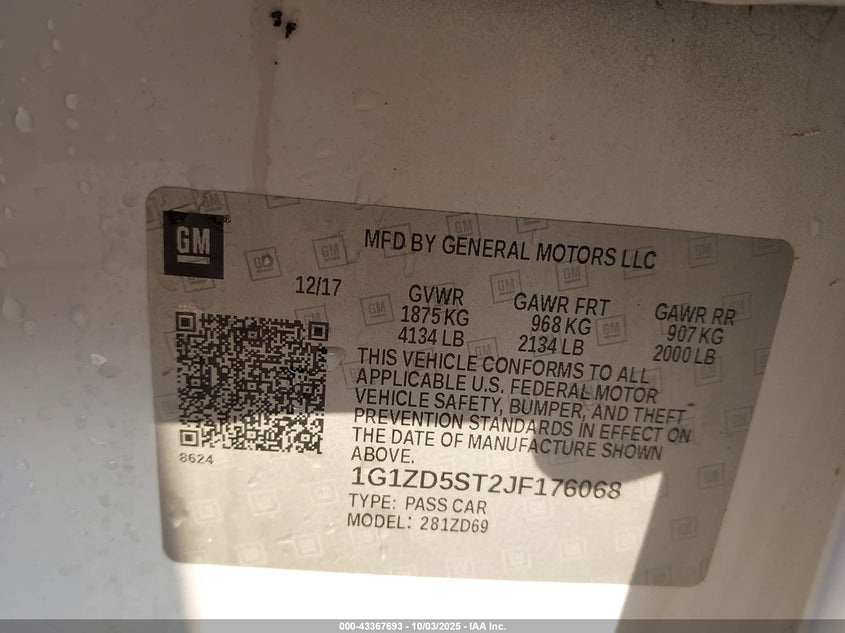 GM
MFD BY GENERAL MOTORS LLC
12/17
GVWR
1875 KG
4134 LB
GAWR FRT
968 KG
2134 LB
GAWR RR
907 KG
2000 LB
THIS VEHICLE CONFORMS TO ALL
APPLICABLE U.S. FEDERAL MOTOR
VEHICLE SAFETY, BUMPER, AND THEFT
PREVENTION STANDARDS IN EFFECT ON
THE DATE OF MANUFACTURE SHOWN
ABOVE.
8624
1G1ZD5ST2JF176068
TYPE: PASS CAR
MODEL: 281ZD69
000-43367693 - 10/03/2025 - IAA Inc.